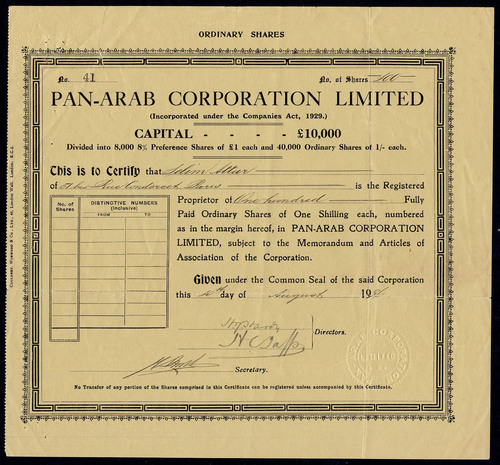 ORDINARY SHARES
No. 41 No. of Shares 100
PAN-ARAB CORPORATION LIMITED
(Incorporated under the Companies Act, 1929.)
CAPITAL - - - - £10,000
Divided into 8,000 8% Preference Shares of £1 each and 40,000 Ordinary Shares of 1/- each.
This is to Certify that Selim Attar
of Rue Condorcet Paris is the Registered
Proprietor of One hundred Fully
Paid Ordinary Shares of One Shilling each, numbered
as in the margin hereof, in PAN-ARAB CORPORATION
LIMITED, subject to the Memorandum and Articles of
Association of the Corporation.
No. of Shares
DISTINCTIVE NUMBERS
(Inclusive)
FROM TO
Given under the Common Seal of the said Corporation
this day of August 19
Directors.
Secretary.
No Transfer of any portion of the Shares comprised in this Certificate can be registered unless accompanied by this Certificate.